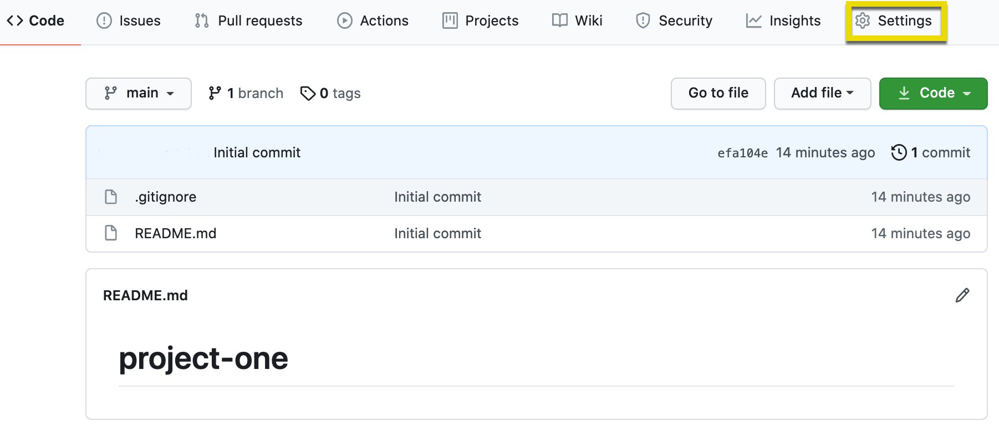 Code Issues Pull requests Actions Projects Wiki Security Insights Settings
main 1 branch 0 tags Go to file Add file Code
Initial commit efa104e 14 minutes ago 1 commit
.gitignore Initial commit 14 minutes ago
README.md Initial commit 14 minutes ago
README.md
project-one